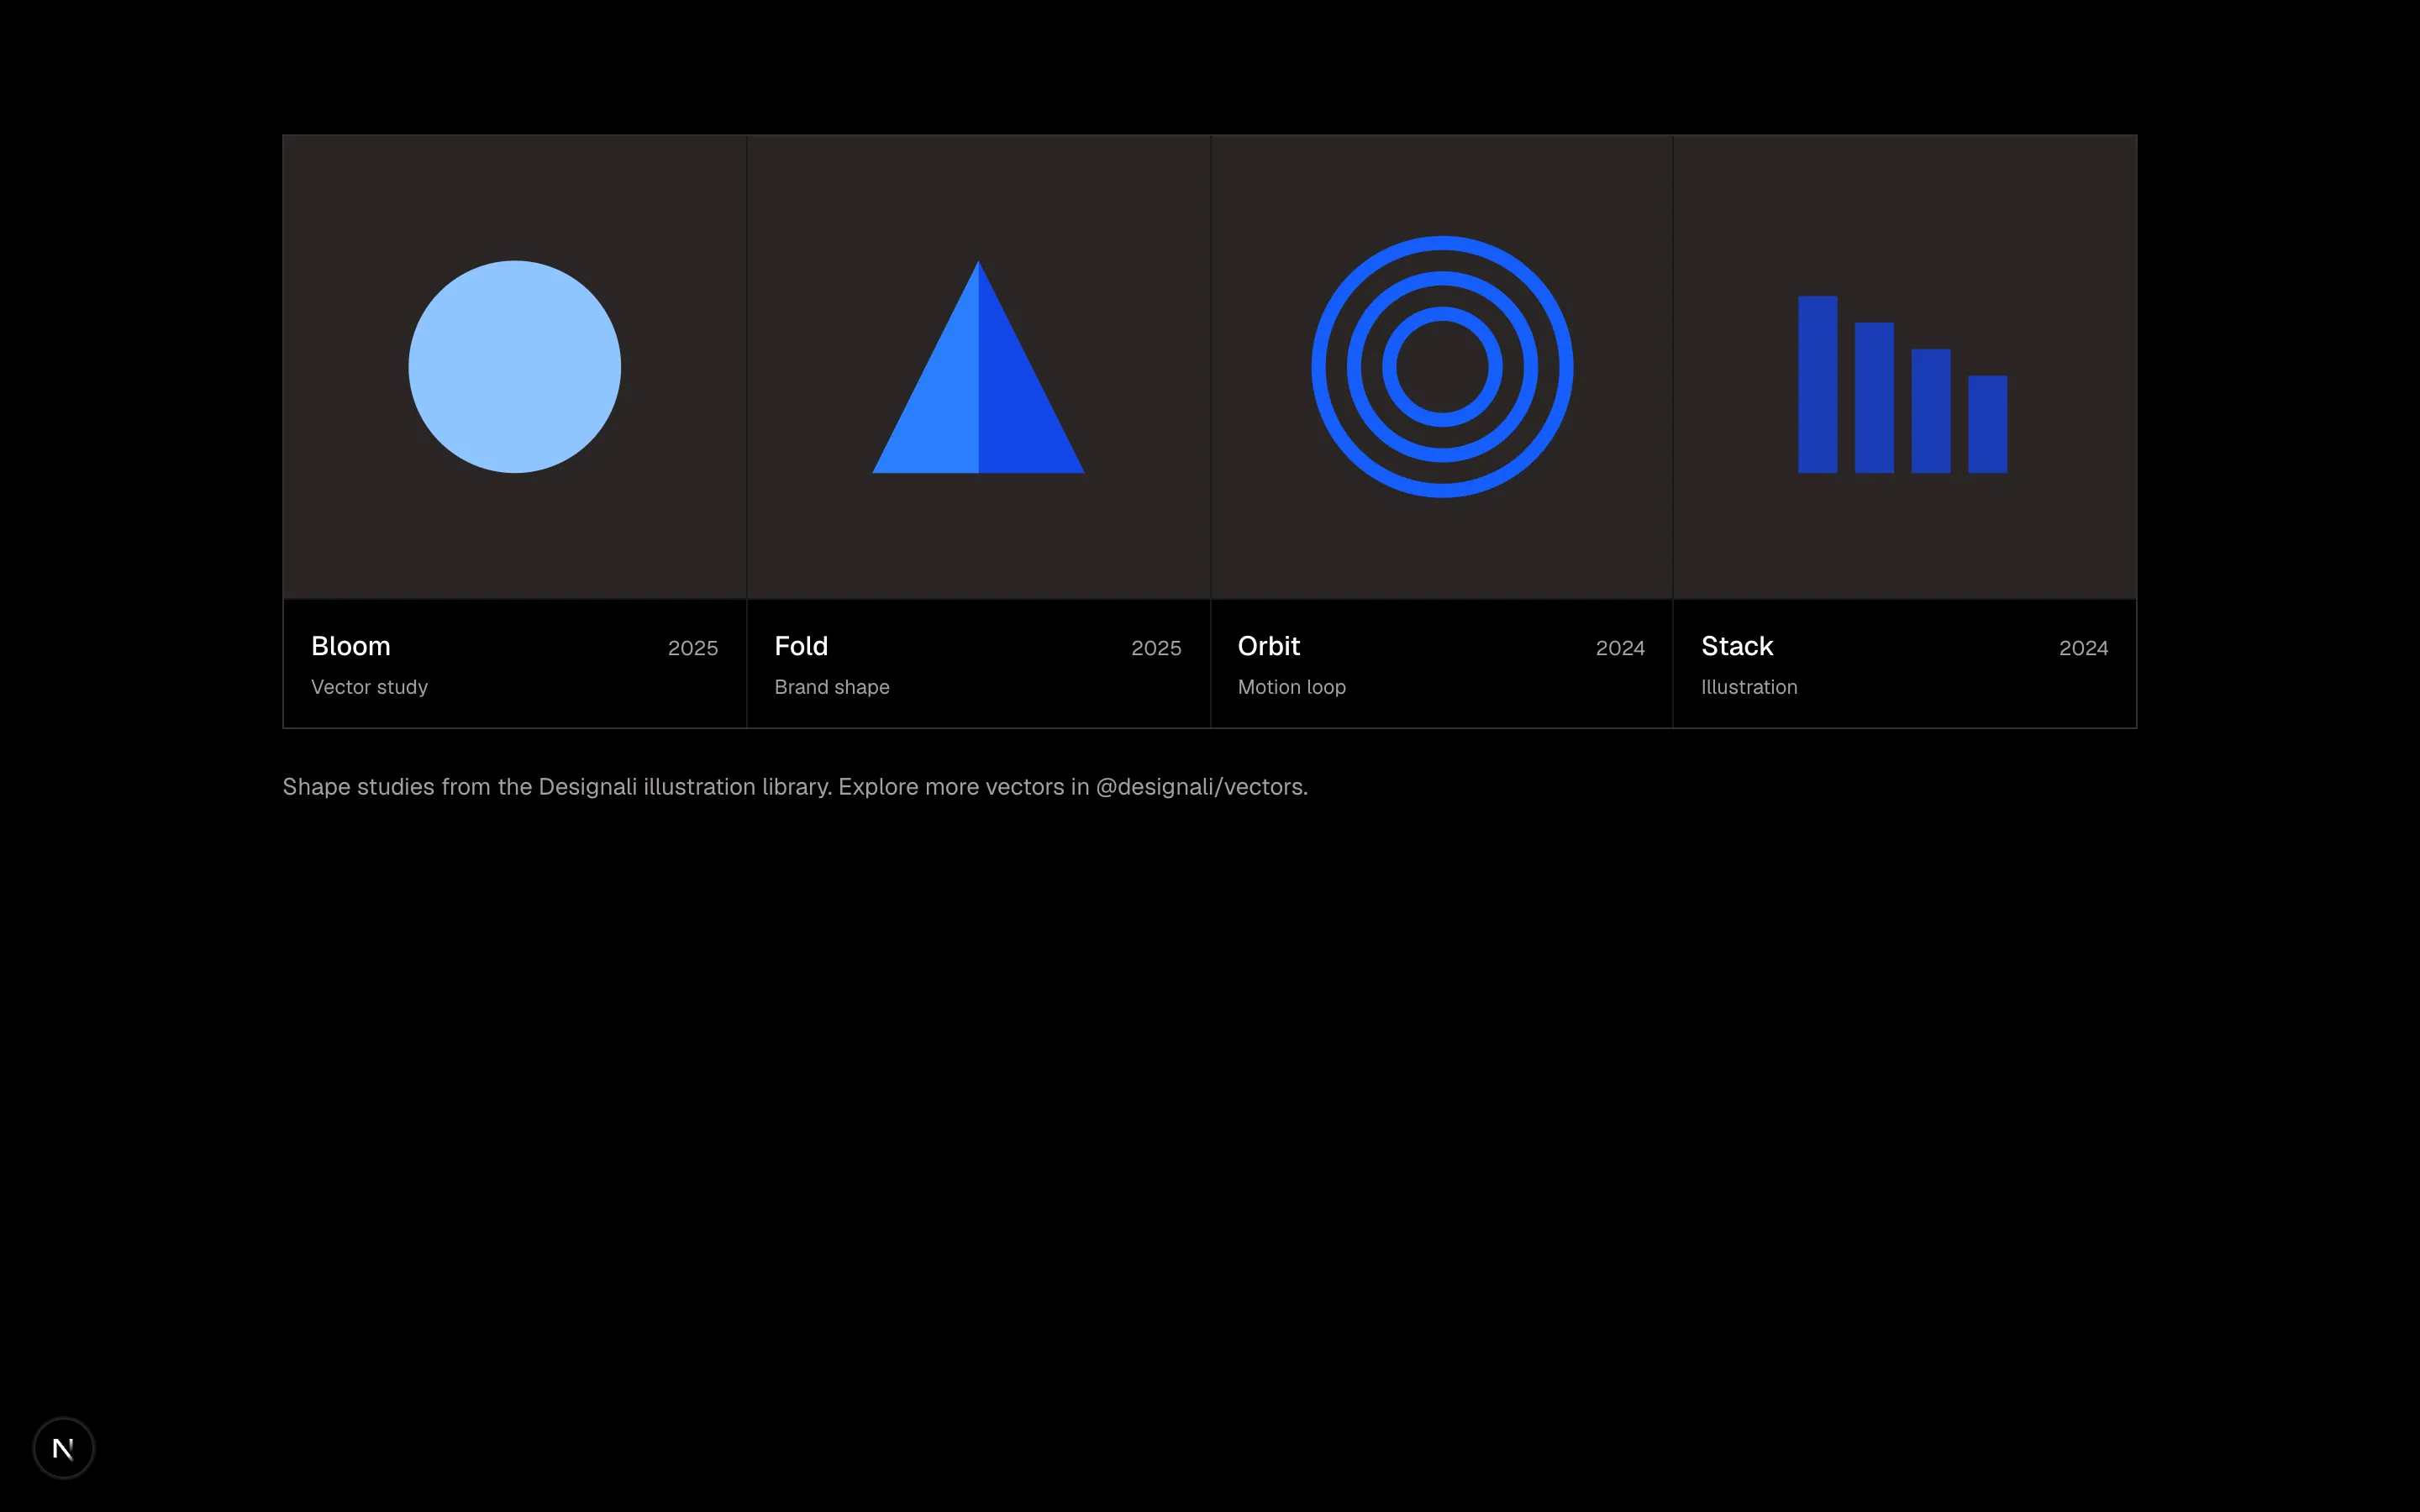 Bloom 2025
Vector study
Fold 2025
Brand shape
Orbit 2024
Motion loop
Stack 2024
Illustration
Shape studies from the Designali illustration library. Explore more vectors in @designali/vectors.
N